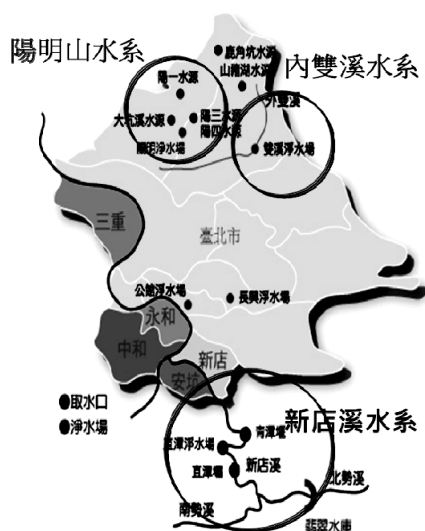 陽明山水系
鹿角坑水源
山豬湖水源
內雙溪水系
陽一水源
外雙溪
大坑溪水源
陽三水源
陽四水源
陽明淨水場
雙溪淨水場
三重
臺北市
公館淨水場
長興淨水場
永和
中和
新店
安坑
取水口
淨水場
新店溪水系
青潭堰
直潭淨水場
直潭壩
新店溪
北勢溪
南勢溪
翡翠水庫